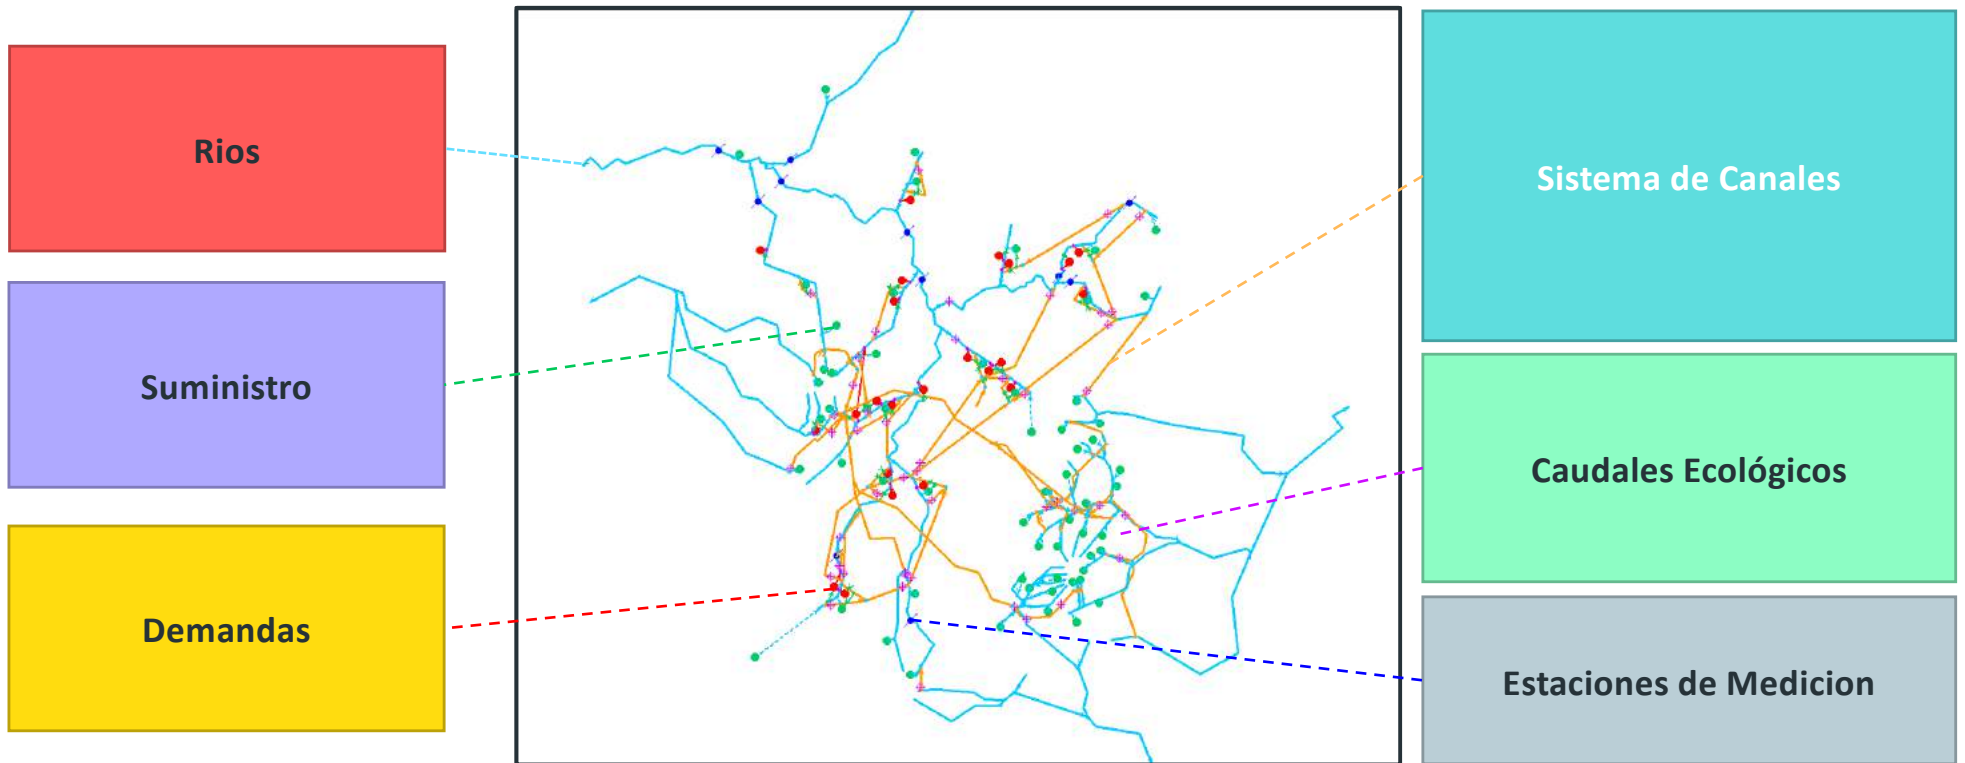 Rios
Suministro
Demandas
Sistema de Canales
Caudales Ecológicos
Estaciones de Medicion